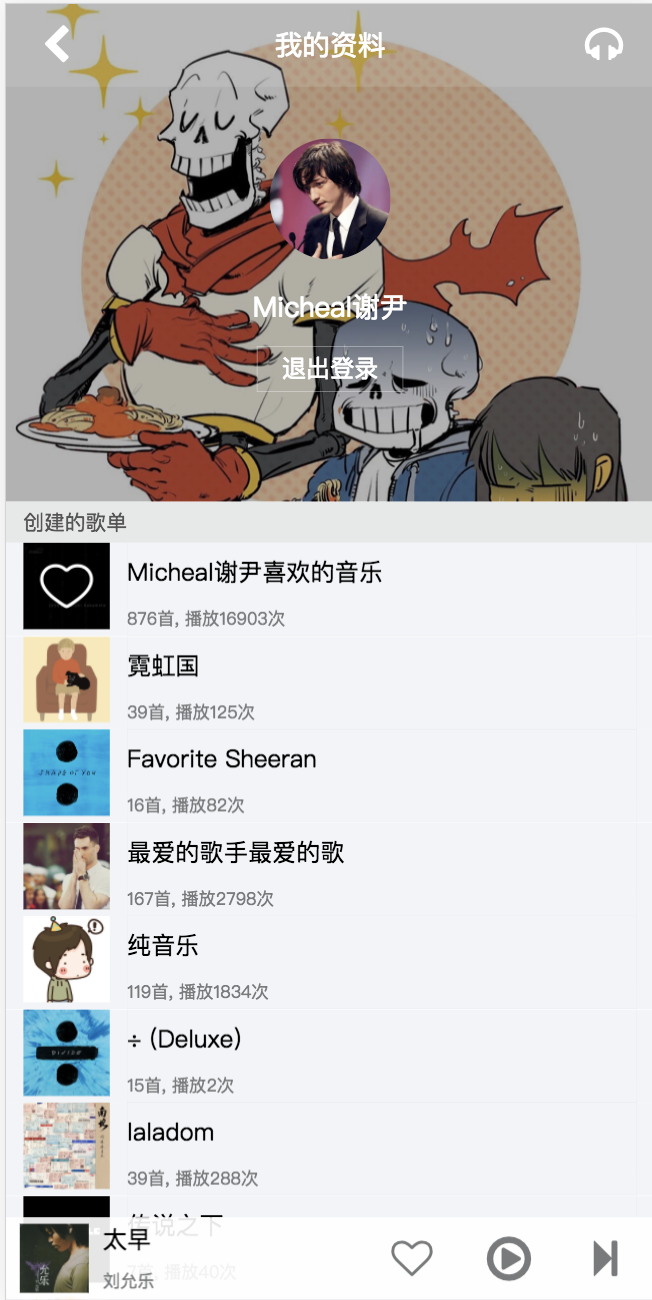 我的资料
Micheal谢尹
退出登录
创建的歌单
Micheal谢尹喜欢的音乐
876首, 播放16903次
霓虹国
39首, 播放125次
SHAPE OF YOU
Favorite Sheeran
16首, 播放82次
最爱的歌手最爱的歌
167首, 播放2798次
纯音乐
119首, 播放1834次
DIVIDE
÷ (Deluxe)
15首, 播放2次
laladom
39首, 播放288次
传说之下
7首, 播放40次
太早
刘允乐
允乐